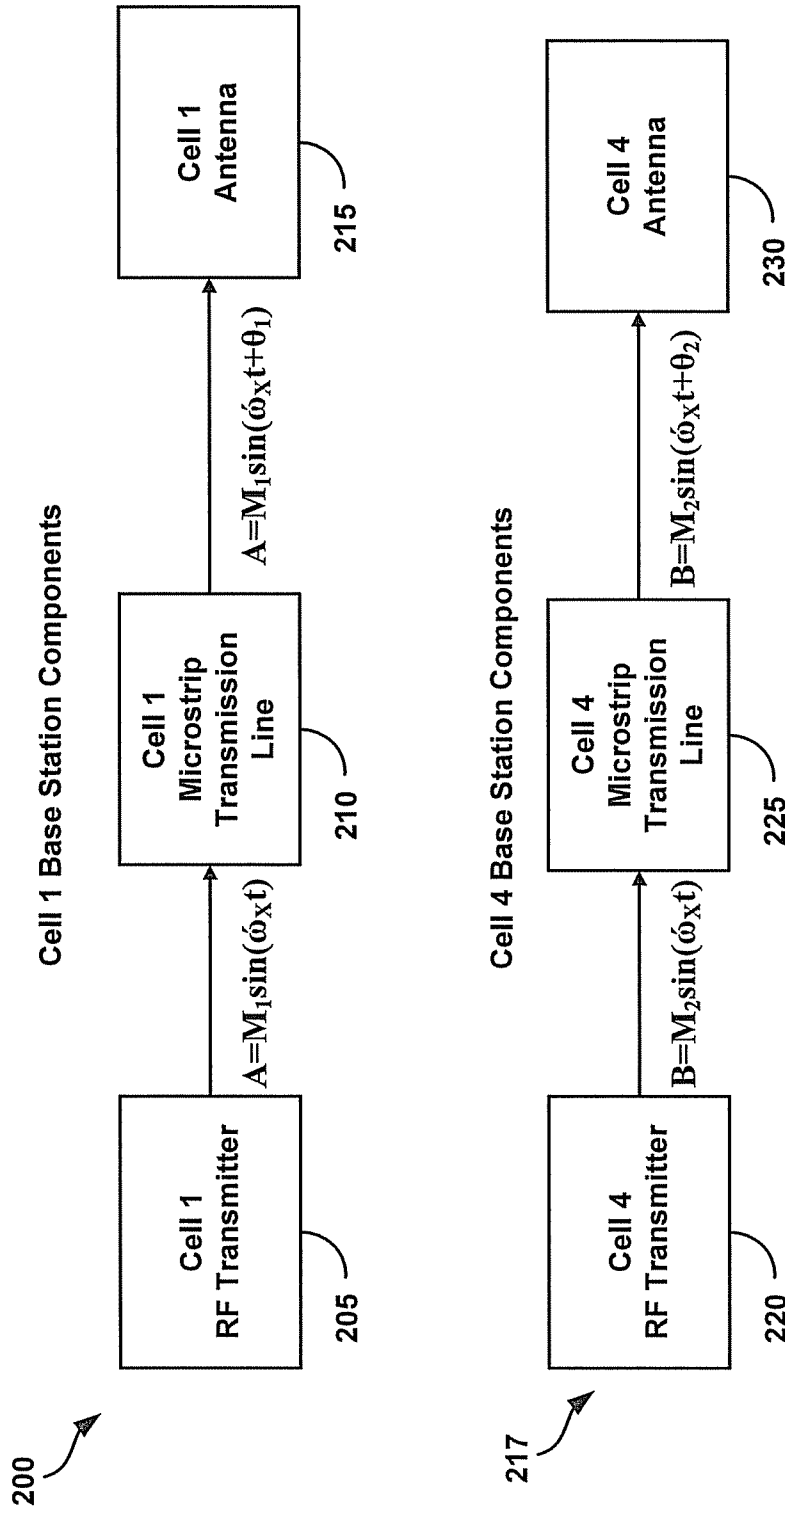 200
Cell 1 Base Station Components
Cell 1
RF Transmitter
205
A=M₁sin(ώₓt)
Cell 1
Microstrip
Transmission
Line
210
A=M₁sin(ώₓt+θ₁)
Cell 1
Antenna
215
217
Cell 4 Base Station Components
Cell 4
RF Transmitter
220
B=M₂sin(ώₓt)
Cell 4
Microstrip
Transmission
Line
225
B=M₂sin(ώₓt+θ₂)
Cell 4
Antenna
230